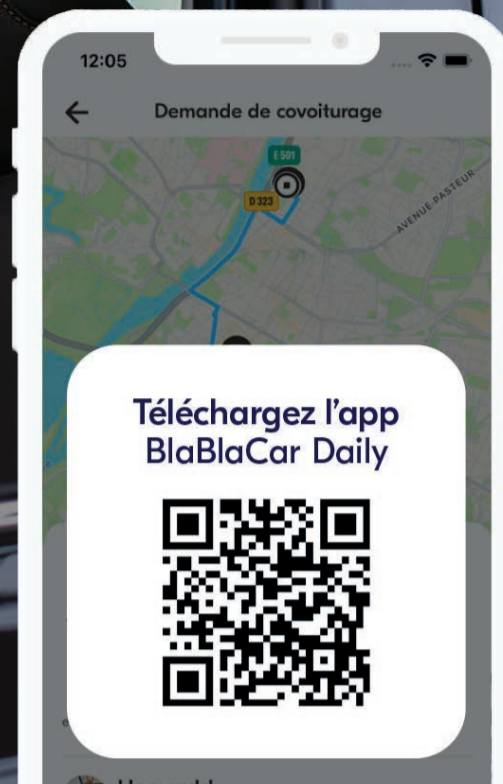 12:05
Demande de covoiturage
E 501
D 323
AVENUE PASTEUR
Téléchargez l'app
BlaBlaCar Daily